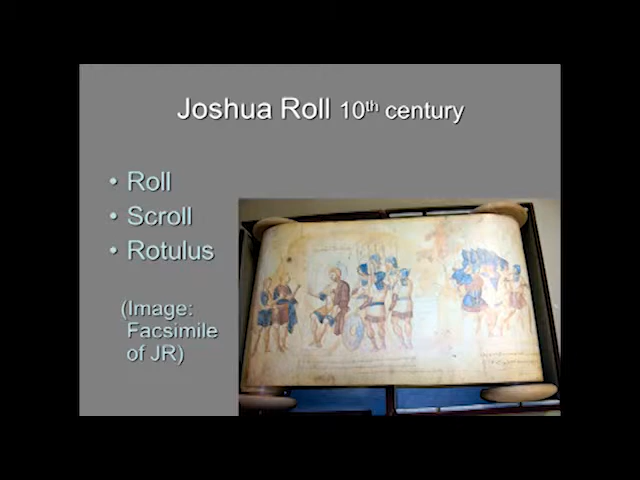 Joshua Roll 10th century
• Roll
• Scroll
• Rotulus
(Image:
Facsimile
of JR)